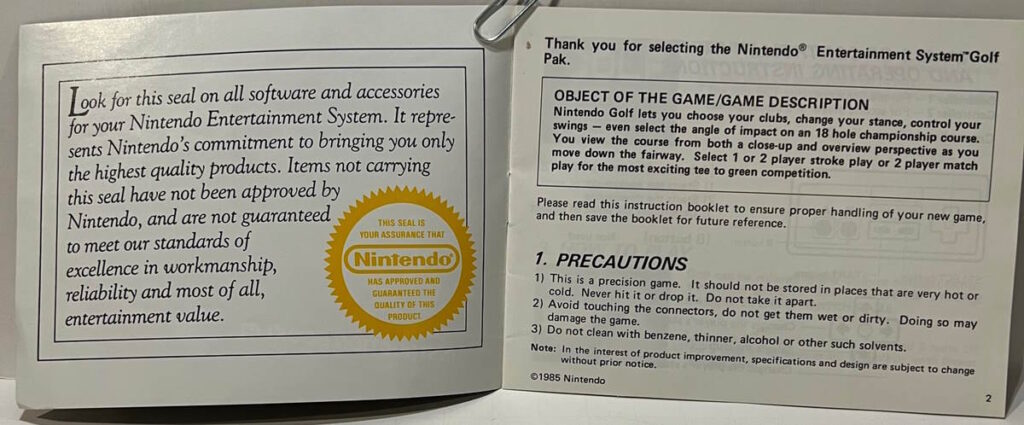 Look for this seal on all software and accessories
for your Nintendo Entertainment System. It repre-
sents Nintendo's commitment to bringing you only
the highest quality products. Items not carrying
this seal have not been approved by
Nintendo, and are not guaranteed
to meet our standards of
excellence in workmanship,
reliability and most of all,
entertainment value.
THIS SEAL IS
YOUR ASSURANCE THAT
Nintendo®
HAS APPROVED AND
GUARANTEED THE
QUALITY OF THIS
PRODUCT.
Thank you for selecting the Nintendo® Entertainment System™Golf
Pak.
OBJECT OF THE GAME/GAME DESCRIPTION
Nintendo Golf lets you choose your clubs, change your stance, control your
swings — even select the angle of impact on an 18 hole championship course.
You view the course from both a close-up and overview perspective as you
move down the fairway. Select 1 or 2 player stroke play or 2 player match
play for the most exciting tee to green competition.
Please read this instruction booklet to ensure proper handling of your new game,
and then save the booklet for future reference.
1. PRECAUTIONS
1) This is a precision game. It should not be stored in places that are very hot or
cold. Never hit it or drop it. Do not take it apart.
2) Avoid touching the connectors, do not get them wet or dirty. Doing so may
damage the game.
3) Do not clean with benzene, thinner, alcohol or other such solvents.
Note: In the interest of product improvement, specifications and design are subject to change
without prior notice.
©1985 Nintendo
2